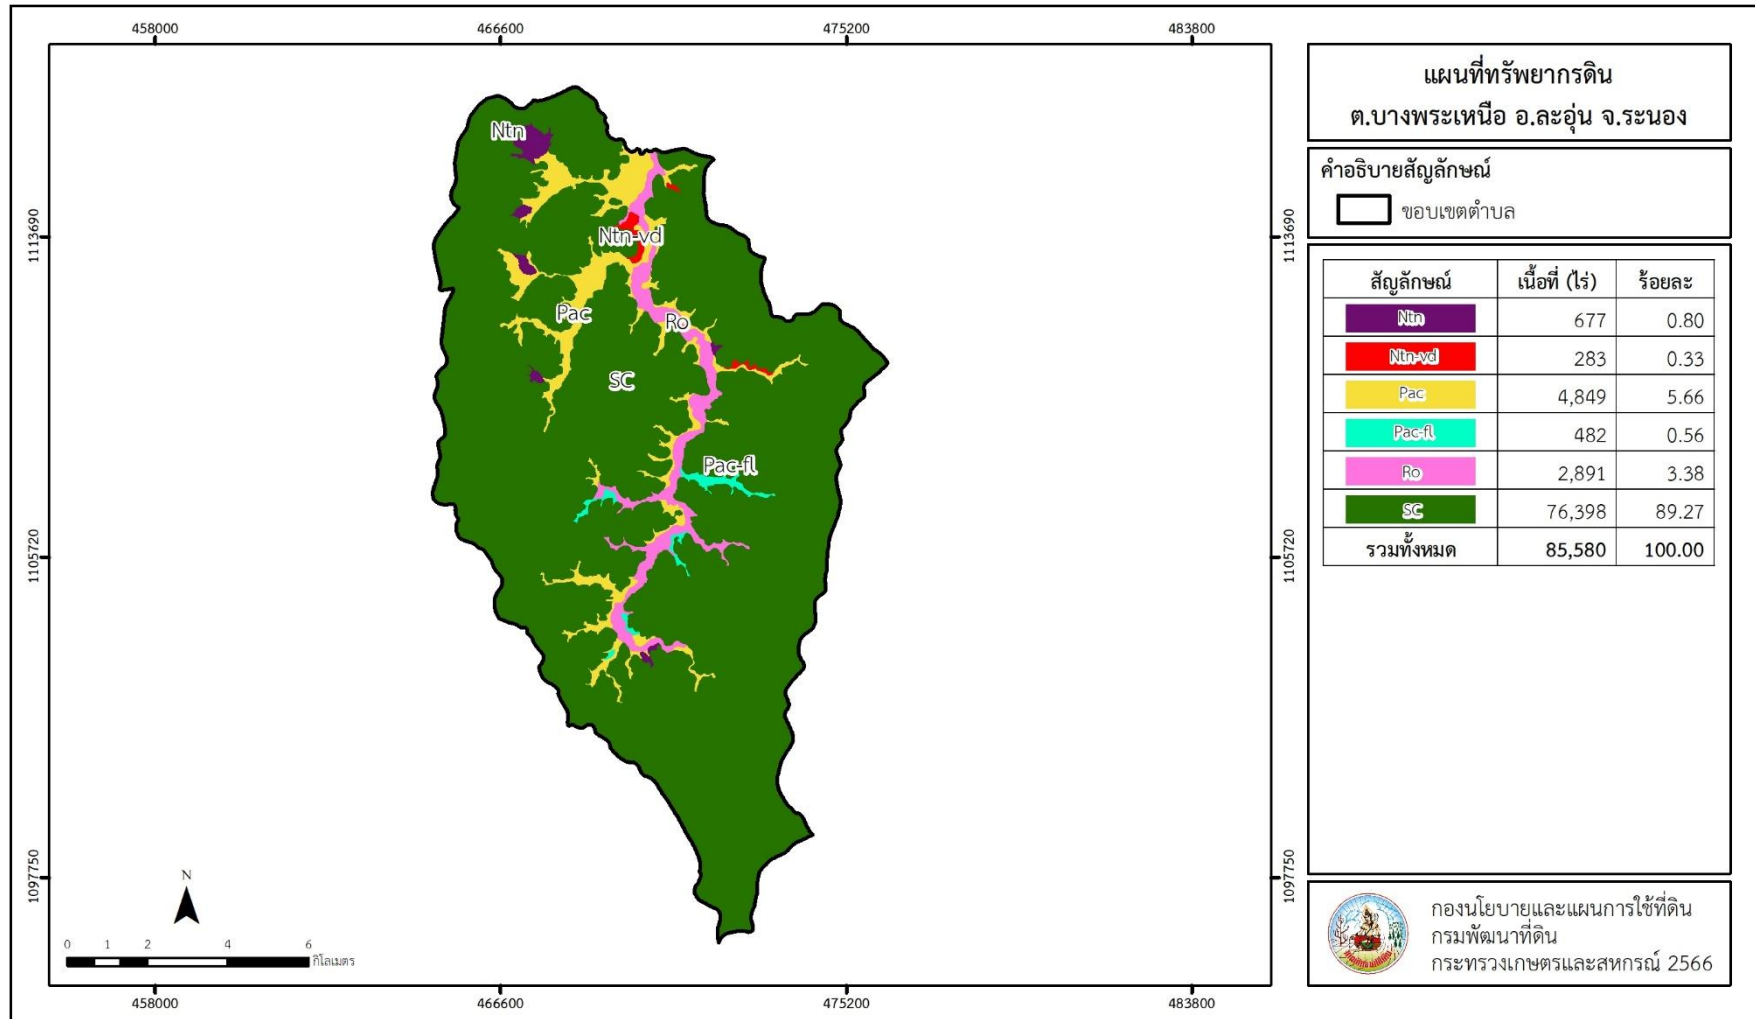 458000 466600 475200 483800
แผนที่ทรัพยากรดิน
ต.บางพระเหนือ อ.ละอุ่น จ.ระนอง
คำอธิบายสัญลักษณ์
ขอบเขตตำบล
สัญลักษณ์ เนื้อที่ (ไร่) ร้อยละ
Ntn 677 0.80
Ntn-vd 283 0.33
Pac 4,849 5.66
Pac-fl 482 0.56
Ro 2,891 3.38
SC 76,398 89.27
รวมทั้งหมด 85,580 100.00
Ntn
1113690 1113690
Ntn-vd
Pac
Ro
SC
Pac-fl
1105720 1105720
1097750 1097750
N
0 1 2 4 6
กิโลเมตร
458000 466600 475200 483800
กองนโยบายและแผนการใช้ที่ดิน
กรมพัฒนาที่ดิน
กระทรวงเกษตรและสหกรณ์ 2566